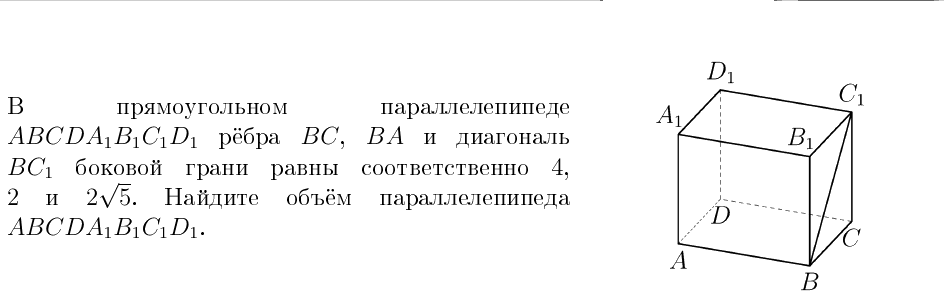 В прямоугольном параллелепипеде
ABCDA₁B₁C₁D₁ рёбра BC, BA и диагональ
BC₁ боковой грани равны соответственно 4,
2 и 2√5. Найдите объём параллелепипеда
ABCDA₁B₁C₁D₁.
D₁
C₁
A₁
B₁
D
C
A
B